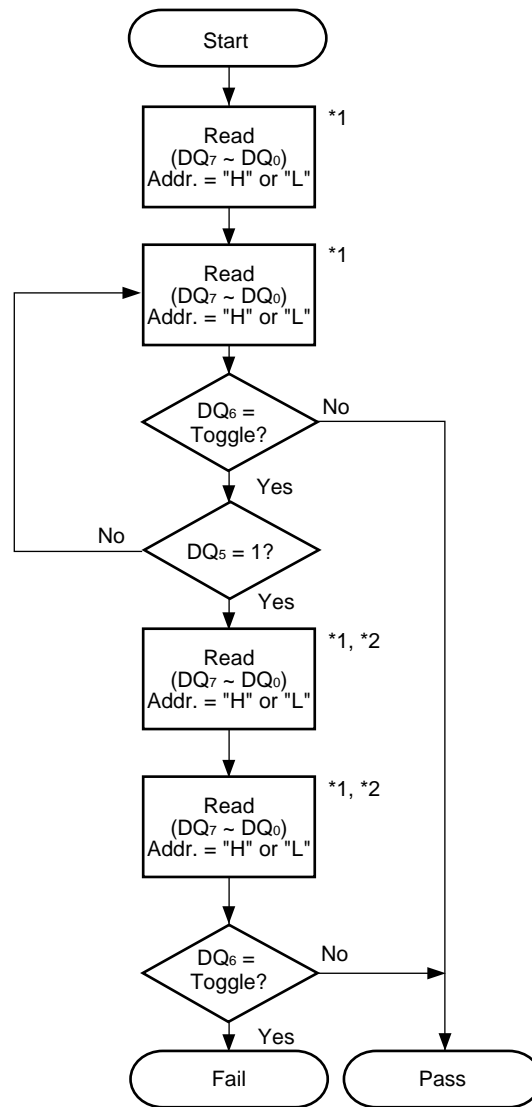 Start
*1
Read
(DQ7 ~ DQ0)
Addr. = "H" or "L"
*1
Read
(DQ7 ~ DQ0)
Addr. = "H" or "L"
DQ6 =
Toggle?
No
Yes
No
DQ5 = 1?
Yes
*1, *2
Read
(DQ7 ~ DQ0)
Addr. = "H" or "L"
*1, *2
Read
(DQ7 ~ DQ0)
Addr. = "H" or "L"
DQ6 =
Toggle?
No
Yes
Fail
Pass